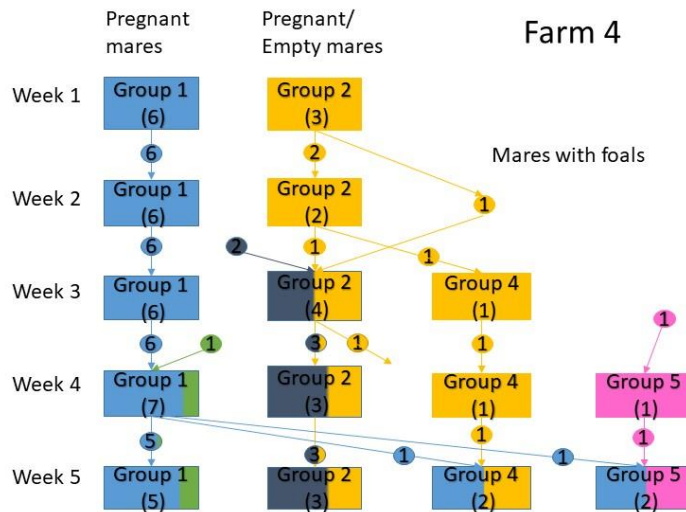 Pregnant
mares
Pregnant/
Empty mares
Farm 4
Week 1
Group 1
(6)
Group 2
(3)
6
2
Mares with foals
Week 2
Group 1
(6)
Group 2
(2)
1
6
2
1
1
Week 3
Group 1
(6)
Group 2
(4)
Group 4
(1)
1
6
1
3
1
1
Week 4
Group 1
(7)
Group 2
(3)
Group 4
(1)
Group 5
(1)
5
1
1
1
1
3
Week 5
Group 1
(5)
Group 2
(3)
Group 4
(2)
Group 5
(2)